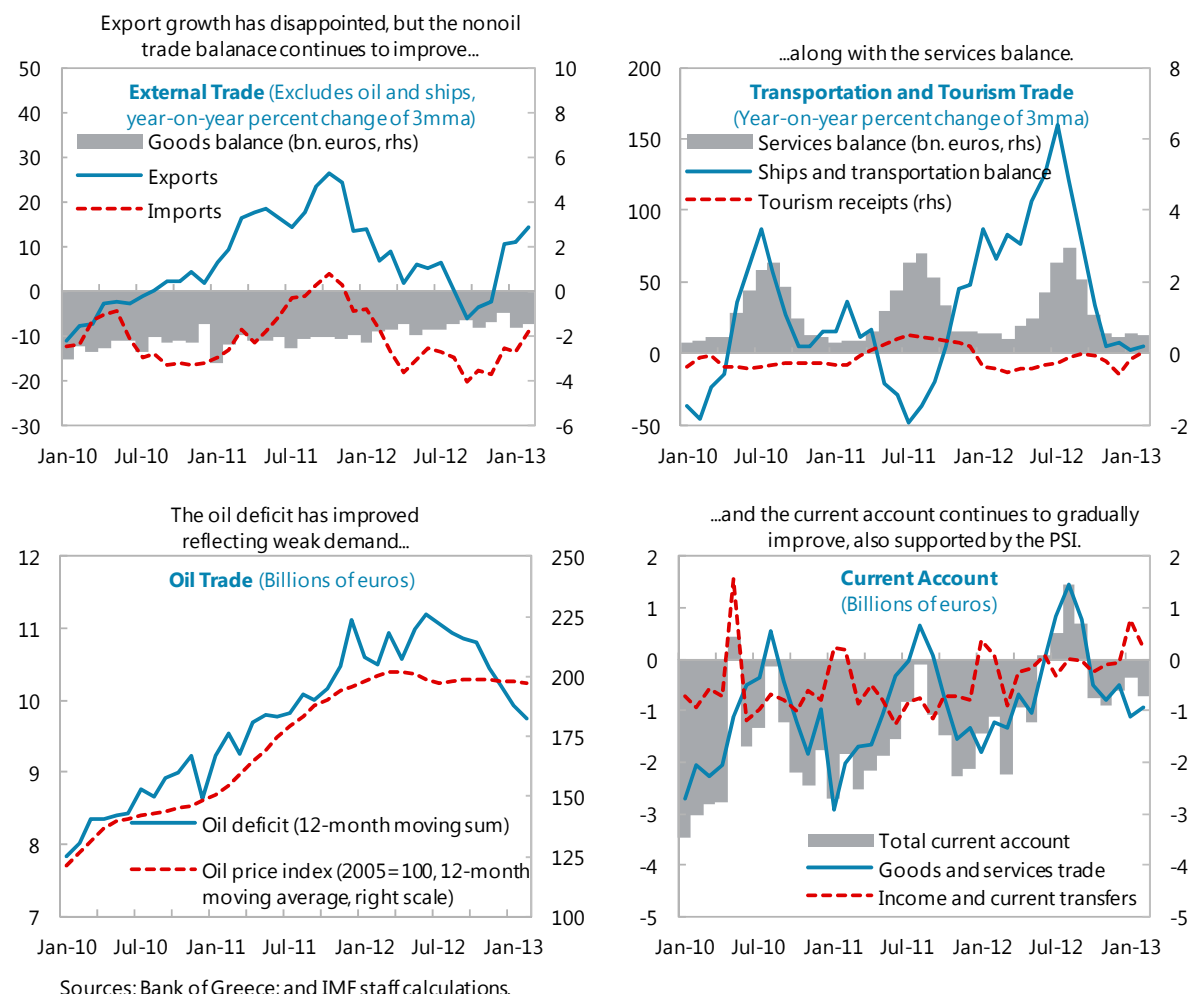 Export growth has disappointed, but the nonoil
trade balanace continues to improve...
50
40
30
20
10
0
-10
-20
-30
10
8
6
4
2
0
-2
-4
-6
External Trade (Excludes oil and ships,
year-on-year percent change of 3mma)
Goods balance (bn. euros, rhs)
Exports
Imports
Jan-10 Jul-10 Jan-11 Jul-11 Jan-12 Jul-12 Jan-13
...along with the services balance.
200
150
100
50
0
-50
8
6
4
2
0
-2
Transportation and Tourism Trade
(Year-on-year percent change of 3mma)
Services balance (bn. euros, rhs)
Ships and transportation balance
Tourism receipts (rhs)
Jan-10 Jul-10 Jan-11 Jul-11 Jan-12 Jul-12 Jan-13
The oil deficit has improved
reflecting weak demand...
12
11
10
9
8
7
250
225
200
175
150
125
100
Oil Trade (Billions of euros)
Oil deficit (12-month moving sum)
Oil price index (2005=100, 12-month
moving average, right scale)
Jan-10 Jul-10 Jan-11 Jul-11 Jan-12 Jul-12 Jan-13
...and the current account continues to gradually
improve, also supported by the PSI.
2
1
0
-1
-2
-3
-4
-5
2
1
0
-1
-2
-3
-4
-5
Current Account
(Billions of euros)
Total current account
Goods and services trade
Income and current transfers
Jan-10 Jul-10 Jan-11 Jul-11 Jan-12 Jul-12 Jan-13
Sources: Bank of Greece; and IMF staff calculations.